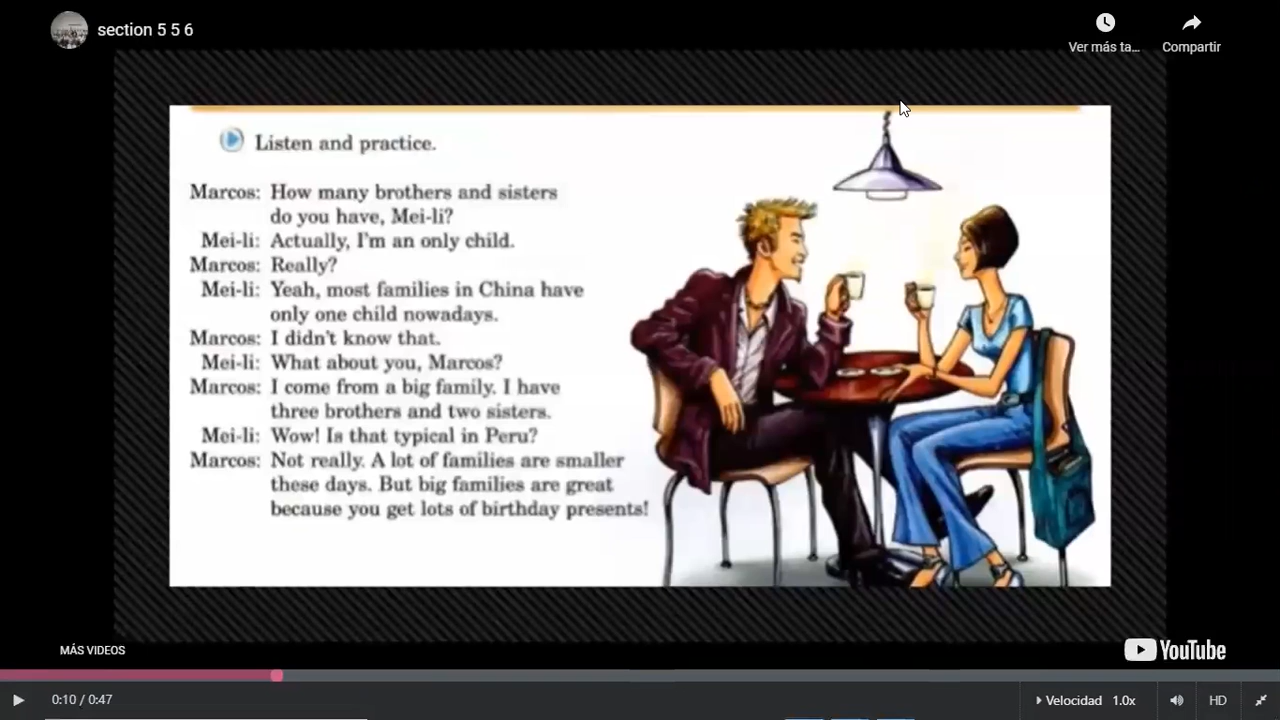 section 5 5 6
Ver más ta...
Compartir
Listen and practice.
Marcos: How many brothers and sisters
do you have, Mei-li?
Mei-li: Actually, I'm an only child.
Marcos: Really?
Mei-li: Yeah, most families in China have
only one child nowadays.
Marcos: I didn't know that.
Mei-li: What about you, Marcos?
Marcos: I come from a big family. I have
three brothers and two sisters.
Mei-li: Wow! Is that typical in Peru?
Marcos: Not really. A lot of families are smaller
these days. But big families are great
because you get lots of birthday presents!
MÁS VIDEOS
YouTube
0:10 / 0:47
Velocidad 1.0x
HD